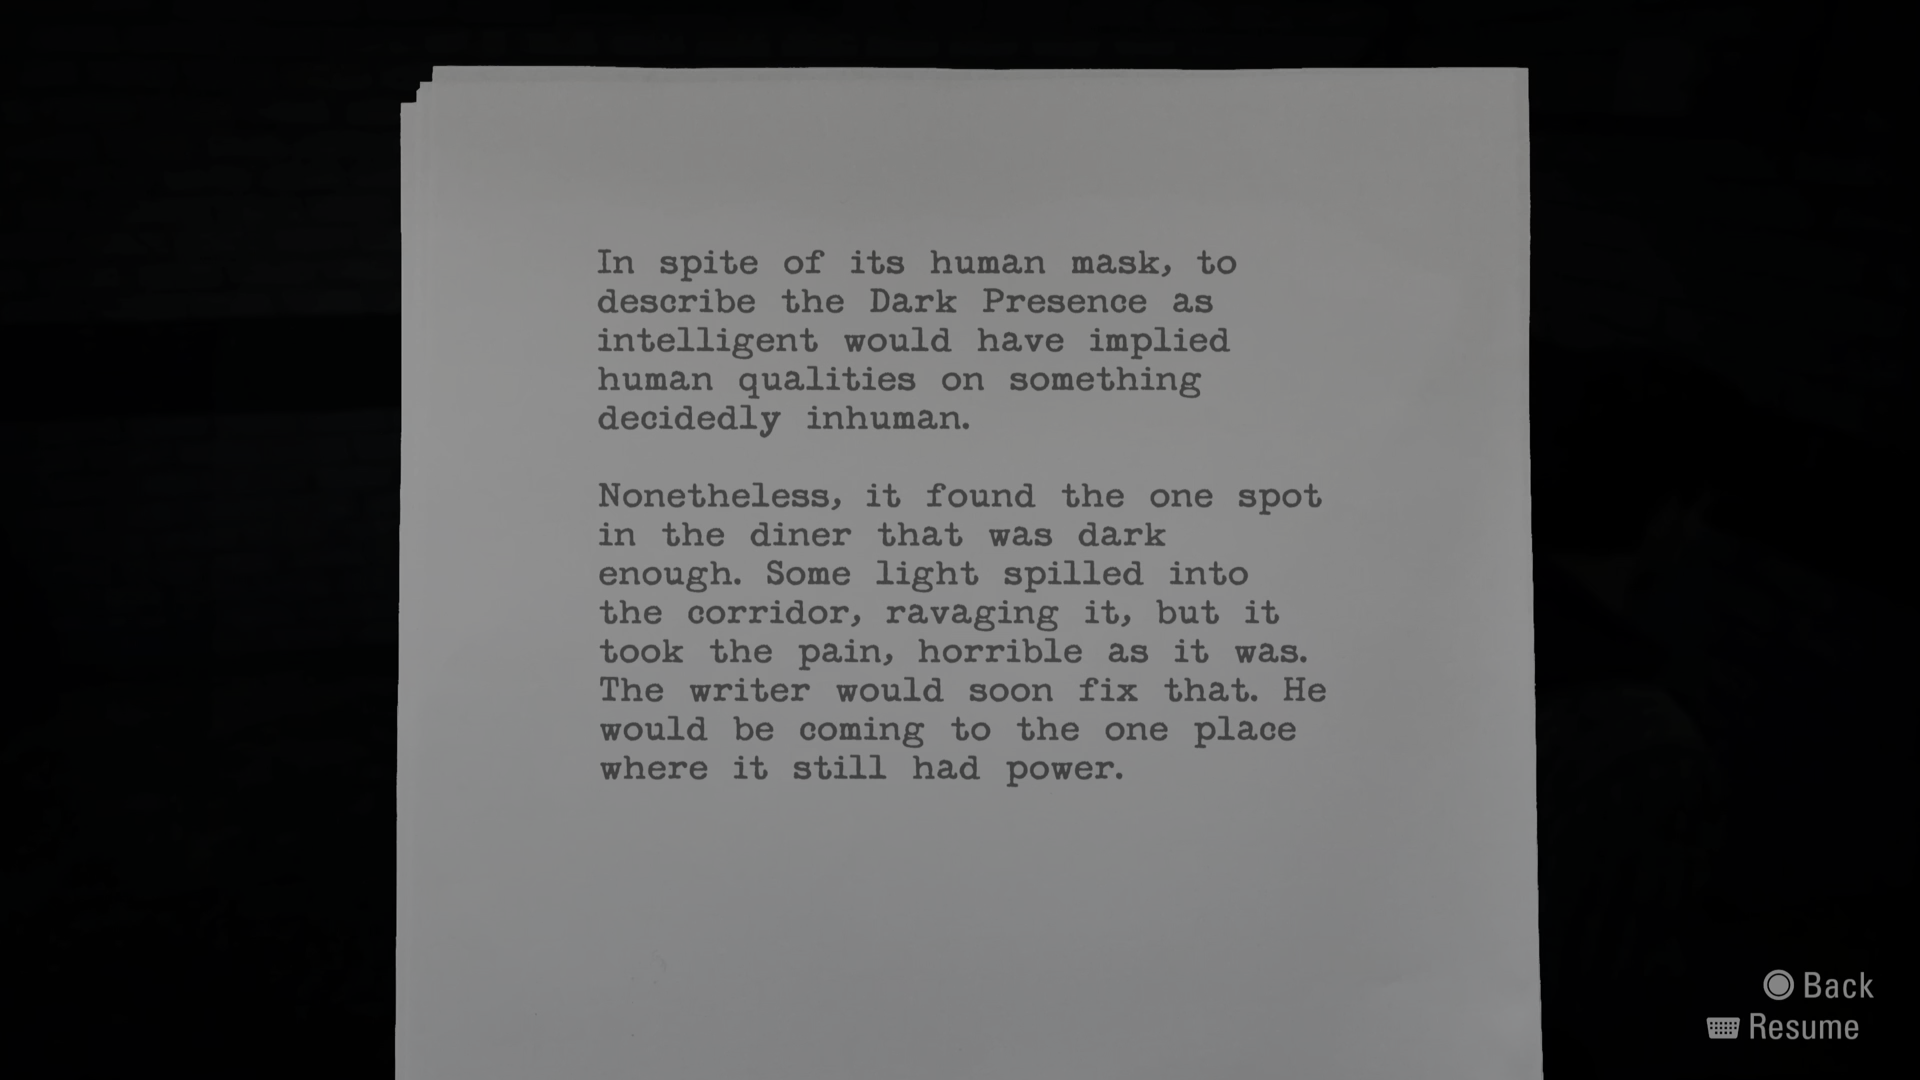 In spite of its human mask, to
describe the Dark Presence as
intelligent would have implied
human qualities on something
decidedly inhuman.
Nonetheless, it found the one spot
in the diner that was dark
enough. Some light spilled into
the corridor, ravaging it, but it
took the pain, horrible as it was.
The writer would soon fix that. He
would be coming to the one place
where it still had power.
Back
Resume